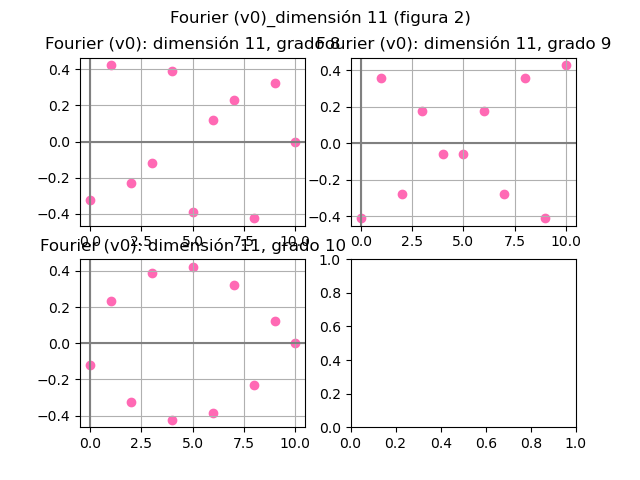 Fourier (v0)_dimensión 11 (figura 2)
Fourier (v0): dimensión 11, grado 8
Fourier (v0): dimensión 11, grado 9
0.4
0.2
0.0
−0.2
−0.4
0.0 2.5 5.0 7.5 10.0
0.4
0.2
0.0
−0.2
−0.4
0.0 2.5 5.0 7.5 10.0
Fourier (v0): dimensión 11, grado 10
0.4
0.2
0.0
−0.2
−0.4
0.0 2.5 5.0 7.5 10.0
1.0
0.8
0.6
0.4
0.2
0.0
0.0 0.2 0.4 0.6 0.8 1.0